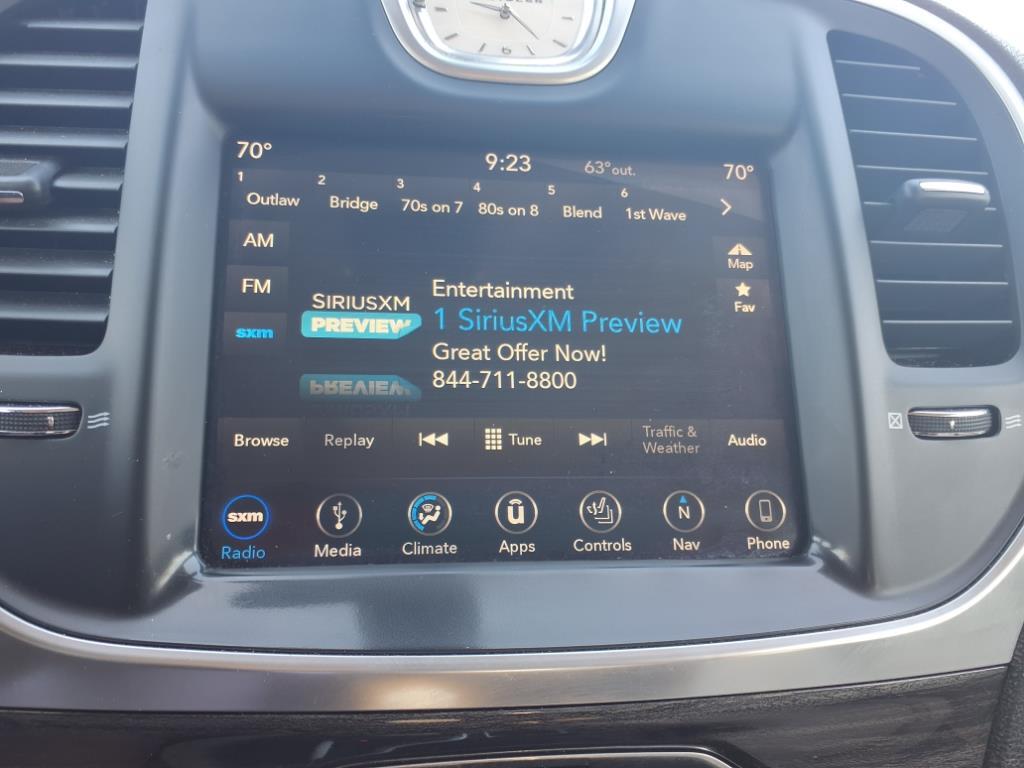 6
70° 9:23 63°out. 70°
1 2 3 4 5 6
Outlaw Bridge 70s on 7 80s on 8 Blend 1st Wave
AM
Map
FM
Fav
sxm
SIRIUSXM
PREVIEW
Entertainment
1 SiriusXM Preview
Great Offer Now!
844-711-8800
Browse Replay Tune Traffic & Weather Audio
sxm N
Radio Media Climate Apps Controls Nav Phone